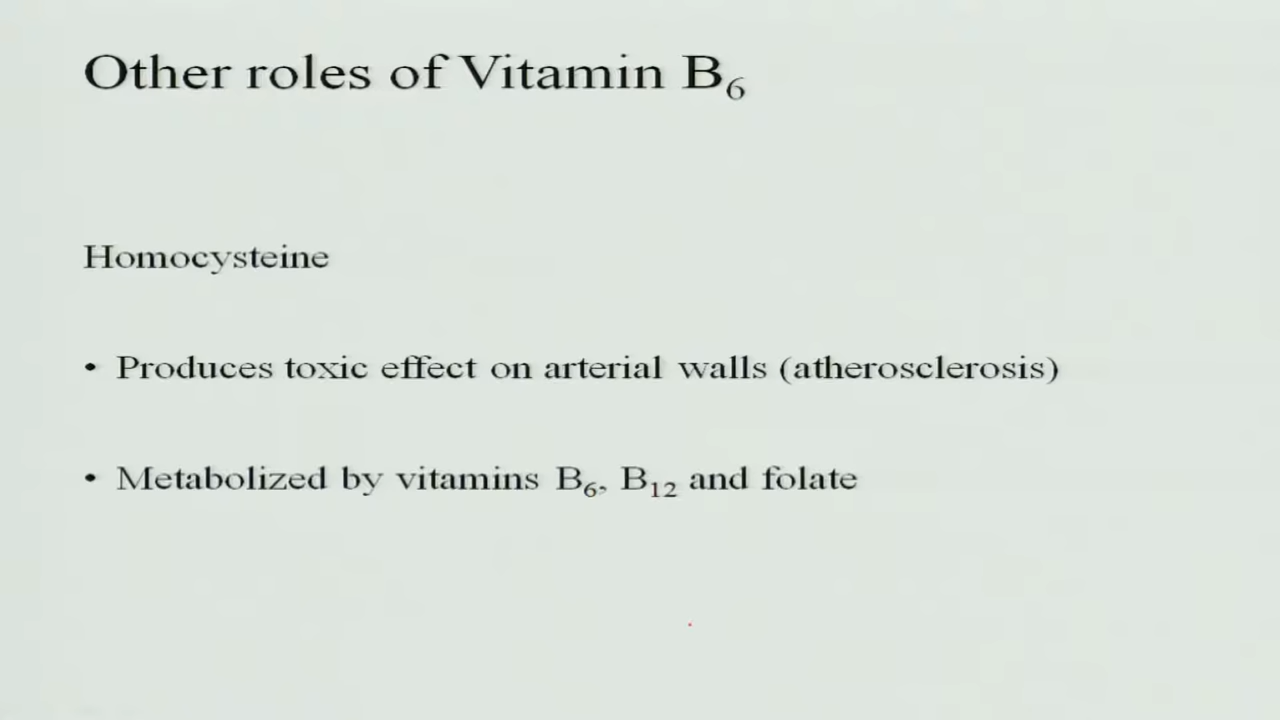 Other roles of Vitamin B₆
Homocysteine
• Produces toxic effect on arterial walls (atherosclerosis)
• Metabolized by vitamins B₆, B₁₂ and folate